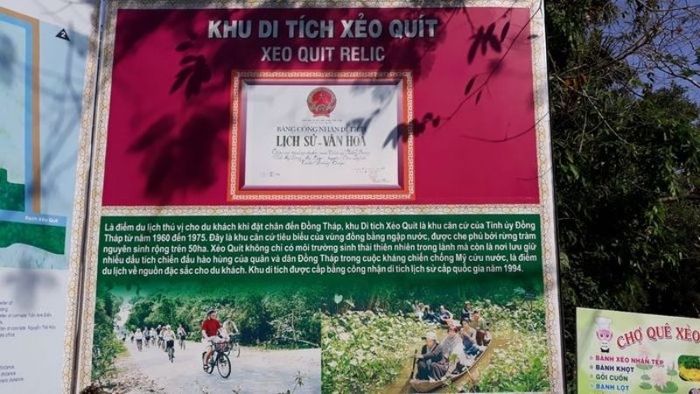 KHU DI TÍCH XẺO QUÍT
XEO QUIT RELIC
BẰNG CÔNG NHẬN DI TÍCH
LỊCH SỬ-VĂN HOÁ
Là điểm du lịch thú vị cho du khách khi đặt chân đến Đồng Tháp, khu Di tích Xẻo Quít là khu căn cứ của Tỉnh ủy Đồng
Tháp từ năm 1960 đến 1975. Đây là khu căn cứ tiêu biểu của vùng đồng bằng ngập nước, được che phủ bởi rừng tràm
nguyên sinh rộng trên 50ha. Xẻo Quít không chỉ có môi trường sinh thái thiên nhiên trong lành mà còn là nơi lưu giữ
nhiều dấu tích chiến đấu hào hùng của quân và dân Đồng Tháp trong cuộc kháng chiến chống Mỹ cứu nước, là điểm
du lịch về nguồn đặc sắc cho du khách. Khu di tích được cấp bằng công nhận di tích lịch sử cấp quốc gia năm 1994.
CHỢ QUÊ XẺO
BÁNH XÈO NHÂN TÉP
BÁNH KHỌT
GỎI CUỐN
BÁNH LỌT